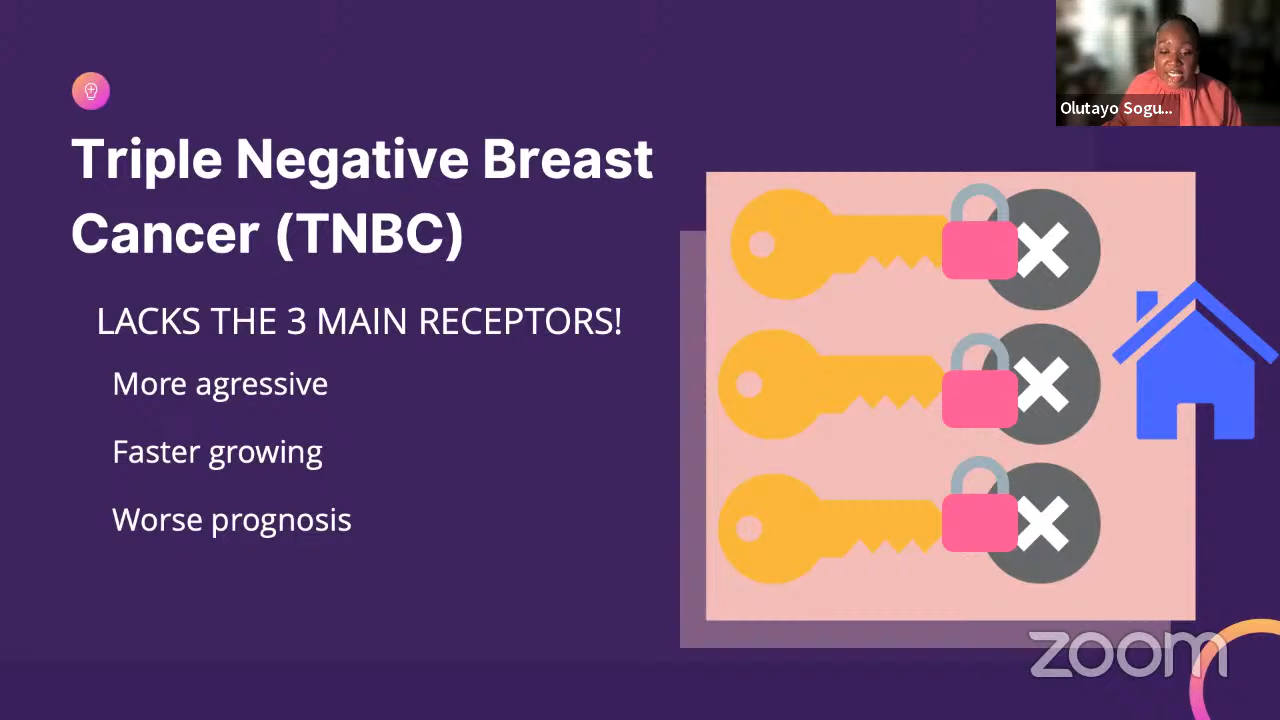 Olutayo Sogu...
Triple Negative Breast
Cancer (TNBC)
LACKS THE 3 MAIN RECEPTORS!
More agressive
Faster growing
Worse prognosis
zoom